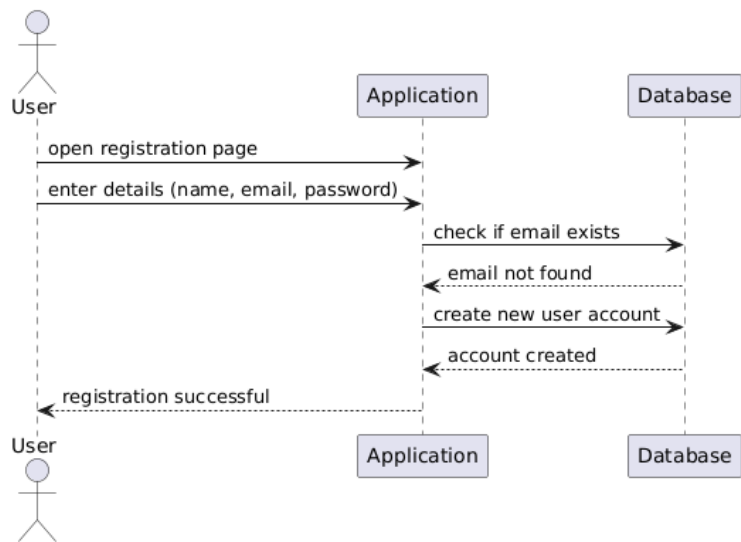 User
Application
Database
open registration page
enter details (name, email, password)
check if email exists
email not found
create new user account
account created
registration successful
User
Application
Database